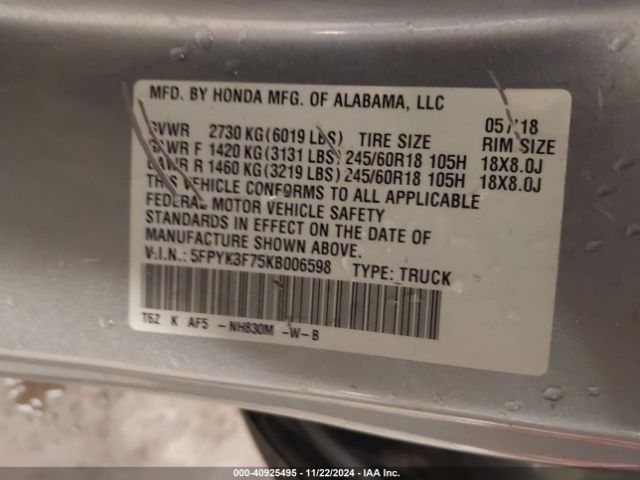 MFD. BY HONDA MFG. OF ALABAMA, LLC
05/18
GVWR 2730 KG(6019 LBS) TIRE SIZE RIM SIZE
GAWR F 1420 KG(3131 LBS) 245/60R18 105H 18X8.0J
GAWR R 1460 KG(3219 LBS) 245/60R18 105H 18X8.0J
THIS VEHICLE CONFORMS TO ALL APPLICABLE
FEDERAL MOTOR VEHICLE SAFETY
STANDARDS IN EFFECT ON THE DATE OF
MANUFACTURE SHOWN ABOVE.
V.I.N.: 5FPYK3F75KB006598 TYPE: TRUCK
T6Z K AF5 -NH830M -W-B
000-40925495 - 11/22/2024 - IAA Inc.